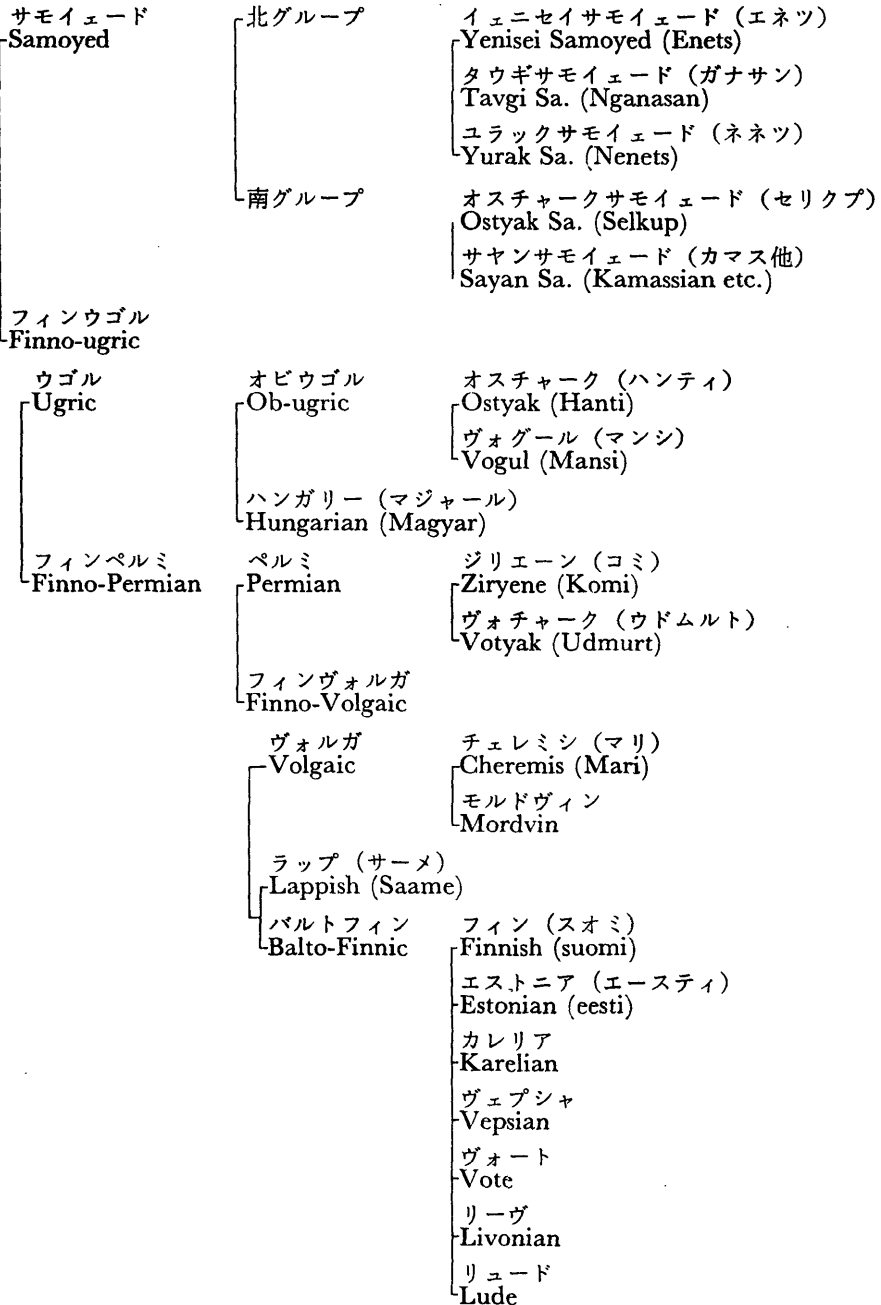 サモイェード
Samoyed
北グループ
イェニセイサモイェード (エネツ)
Yenisei Samoyed (Enets)
タウギサモイェード (ガナサン)
Tavgi Sa. (Nganasan)
ユラックサモイェード (ネネツ)
Yurak Sa. (Nenets)
南グループ
オスチャークサモイェード (セリクプ)
Ostyak Sa. (Selkup)
サヤンサモイェード (カマス他)
Sayan Sa. (Kamassian etc.)
フィンウゴル
Finno-ugric
ウゴル
Ugric
オビウゴル
Ob-ugric
オスチャーク (ハンティ)
Ostyak (Hanti)
ヴォグール (マンシ)
Vogul (Mansi)
ハンガリー (マジャール)
Hungarian (Magyar)
フィンペルミ
Finno-Permian
ペルミ
Permian
ジリエーン (コミ)
Ziryene (Komi)
ヴォチャーク (ウドムルト)
Votyak (Udmurt)
フィンヴォルガ
Finno-Volgaic
ヴォルガ
Volgaic
チェレミシ (マリ)
Cheremis (Mari)
モルドヴィン
Mordvin
ラップ (サーメ)
Lappish (Saame)
バルトフィン
Balto-Finnic
フィン (スオミ)
Finnish (suomi)
エストニア (エースティ)
Estonian (eesti)
カレリア
Karelian
ヴェプシャ
Vepsian
ヴォート
Vote
リーヴ
Livonian
リュード
Lude